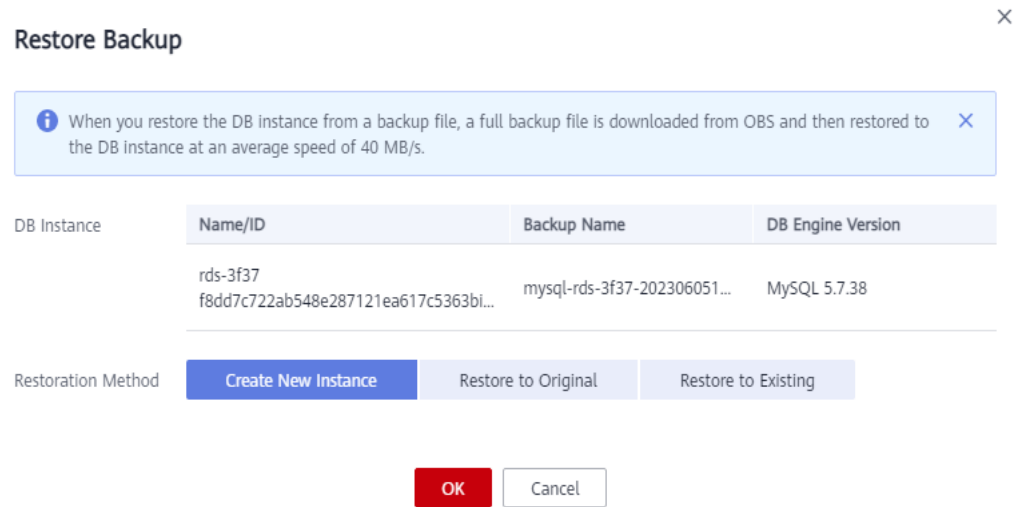 Restore Backup
When you restore the DB instance from a backup file, a full backup file is downloaded from OBS and then restored to
the DB instance at an average speed of 40 MB/s.
DB Instance
Name/ID Backup Name DB Engine Version
rds-3f37
f8dd7c722ab548e287121ea617c5363bi... mysql-rds-3f37-202306051... MySQL 5.7.38
Restoration Method Create New Instance Restore to Original Restore to Existing
OK Cancel